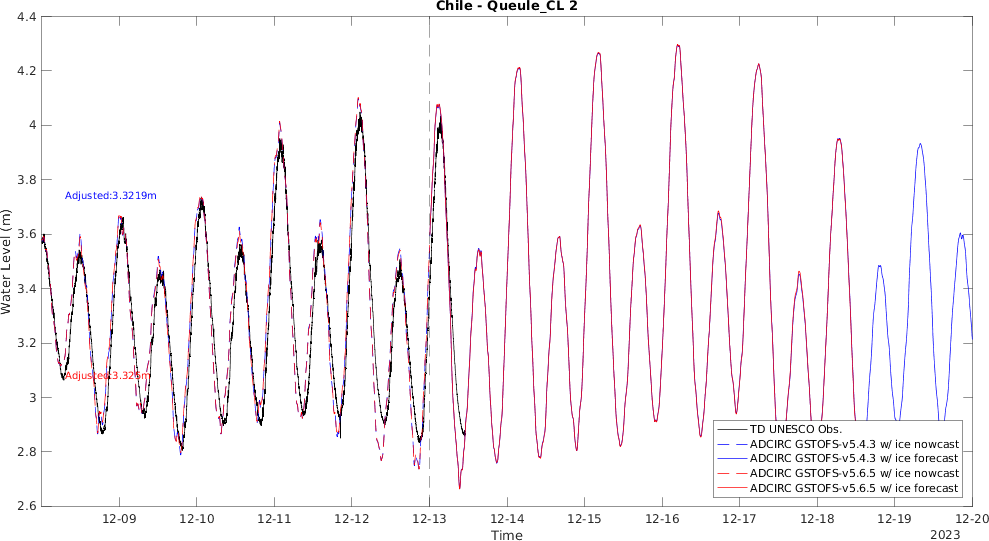 Chile - Queule_CL 2
4.4
4.2
4
3.8
3.6
3.4
3.2
3
2.8
2.6
Water Level (m)
Adjusted:3.3219m
Adjusted:3.326m
TD UNESCO Obs.
ADCIRC GSTOFS-v5.4.3 w/ ice nowcast
ADCIRC GSTOFS-v5.4.3 w/ ice forecast
ADCIRC GSTOFS-v5.6.5 w/ ice nowcast
ADCIRC GSTOFS-v5.6.5 w/ ice forecast
12-09 12-10 12-11 12-12 12-13 12-14 12-15 12-16 12-17 12-18 12-19 12-20
Time
2023